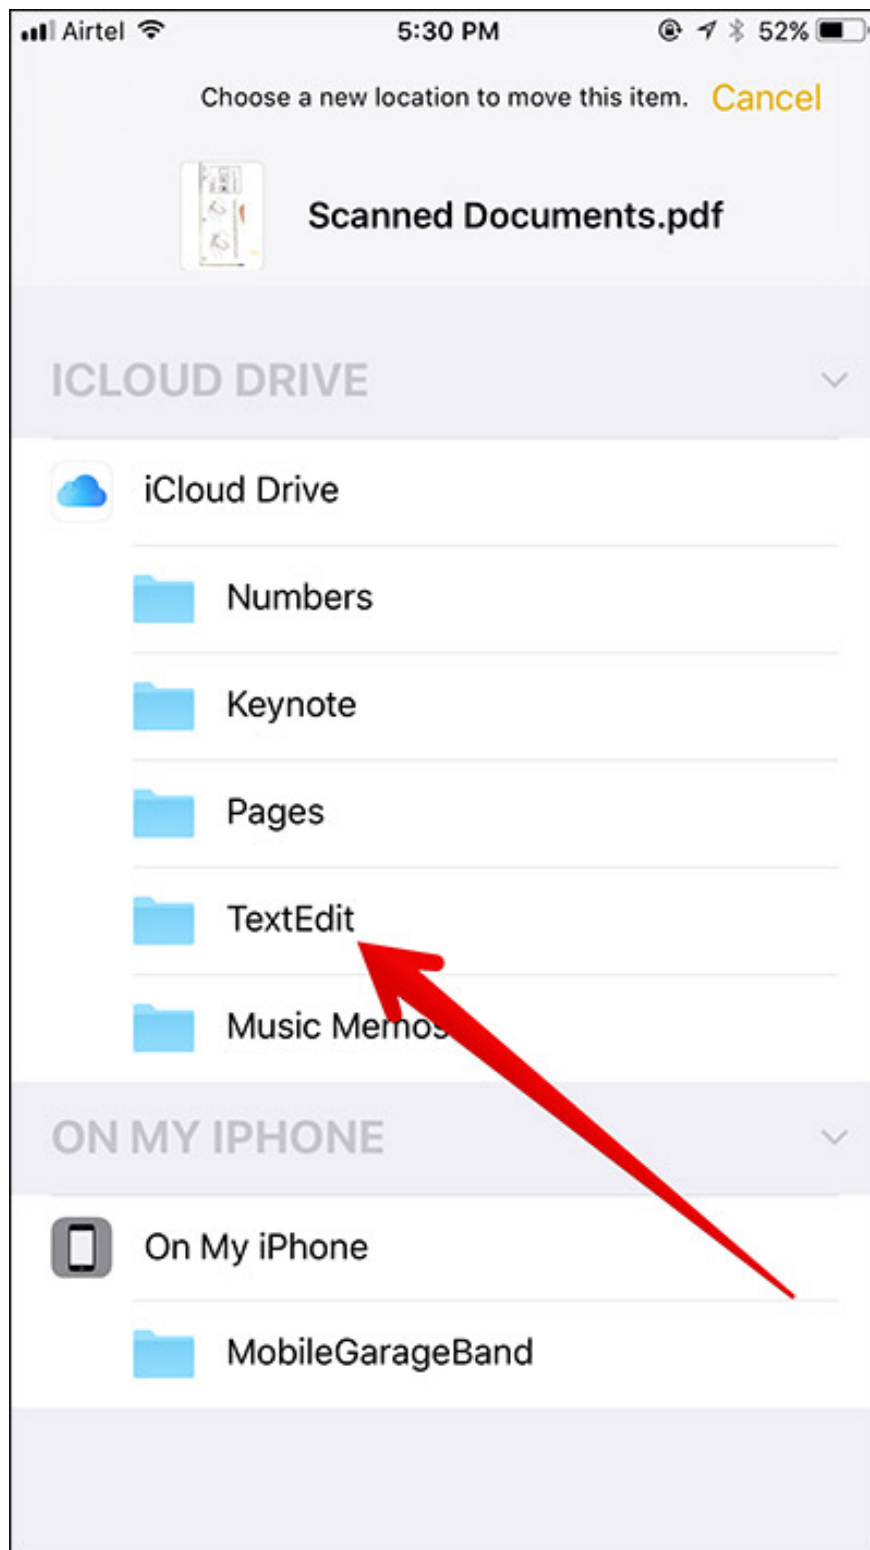 Airtel 5:30 PM 52%
Choose a new location to move this item. Cancel
Scanned Documents.pdf
ICLOUD DRIVE
iCloud Drive
Numbers
Keynote
Pages
TextEdit
Music Memos
ON MY IPHONE
On My iPhone
MobileGarageBand